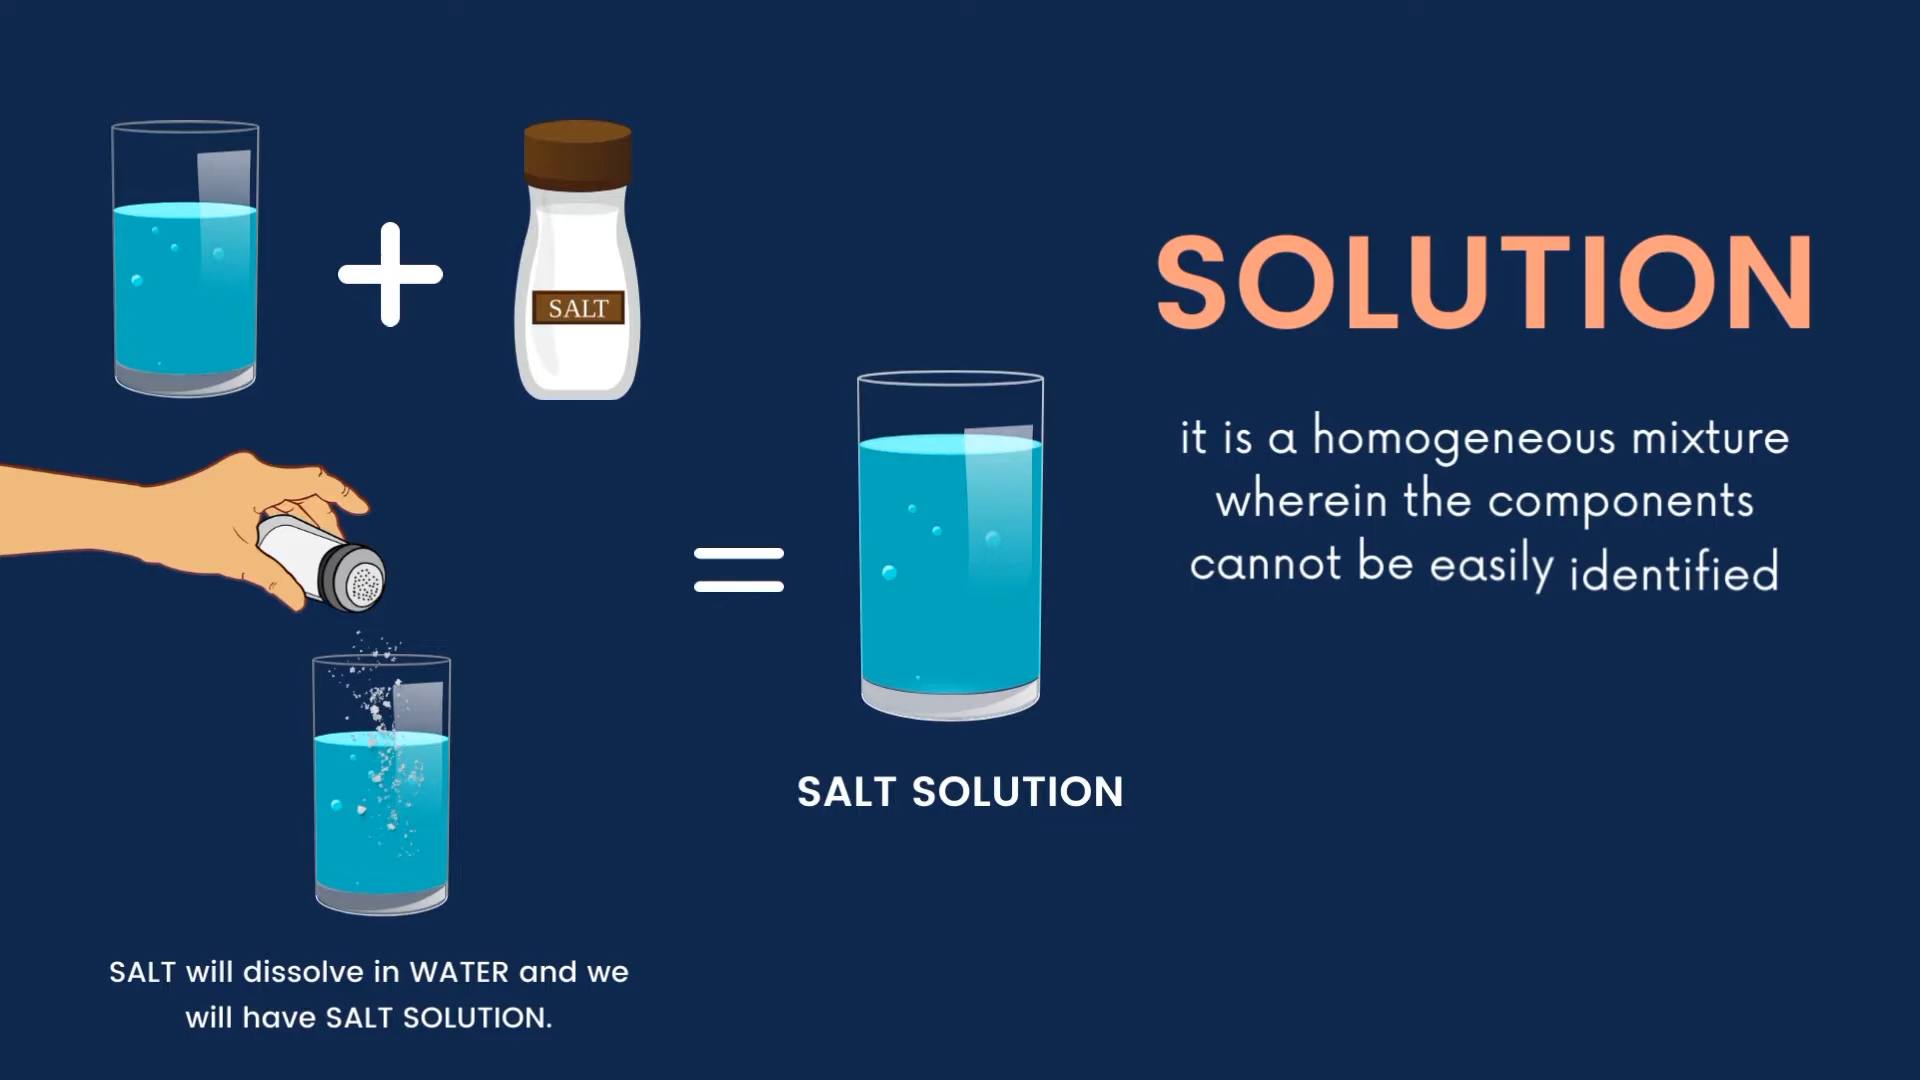 SALT
SOLUTION
it is a homogeneous mixture
wherein the components
cannot be easily identified
SALT SOLUTION
SALT will dissolve in WATER and we
will have SALT SOLUTION.